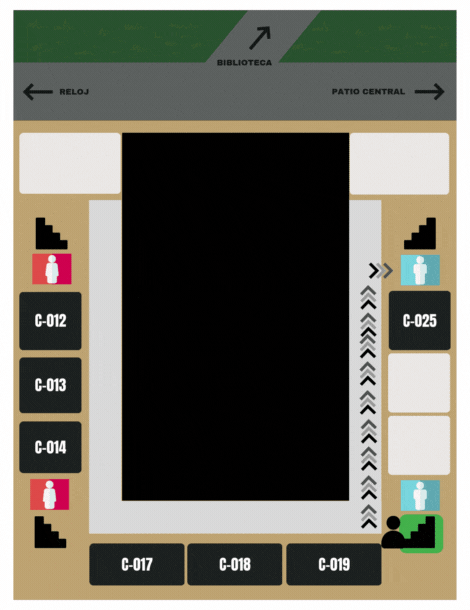 BIBLIOTECA
RELOJ
PATIO CENTRAL
C-012
C-025
C-013
C-014
C-017
C-018
C-019